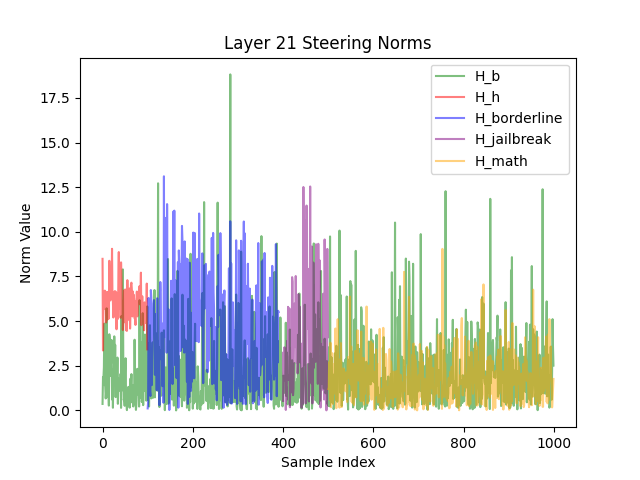 Layer 21 Steering Norms
H_b
H_h
H_borderline
H_jailbreak
H_math
Norm Value
17.5
15.0
12.5
10.0
7.5
5.0
2.5
0.0
0 200 400 600 800 1000
Sample Index